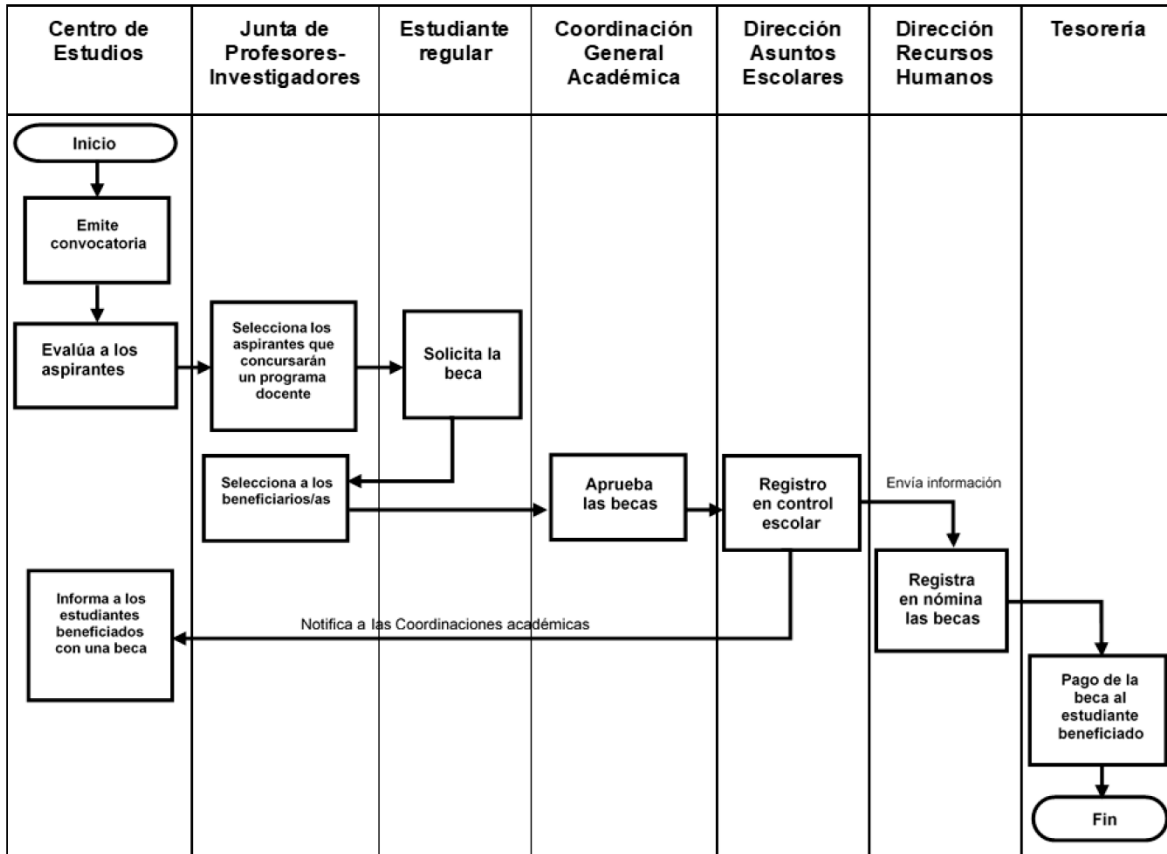 Centro de
Estudios
Junta de
Profesores-
Investigadores
Estudiante
regular
Coordinación
General
Académica
Dirección
Asuntos
Escolares
Dirección
Recursos
Humanos
Tesorería
Inicio
Emite
convocatoria
Evalúa a los
aspirantes
Selecciona los
aspirantes que
concursarán
un programa
docente
Solicita la
beca
Selecciona a los
beneficiarios/as
Aprueba
las becas
Registro
en control
escolar
Envía información
Registra
en nómina
las becas
Notifica a las Coordinaciones académicas
Informa a los
estudiantes
beneficiados
con una beca
Pago de la
beca al
estudiante
beneficiado
Fin